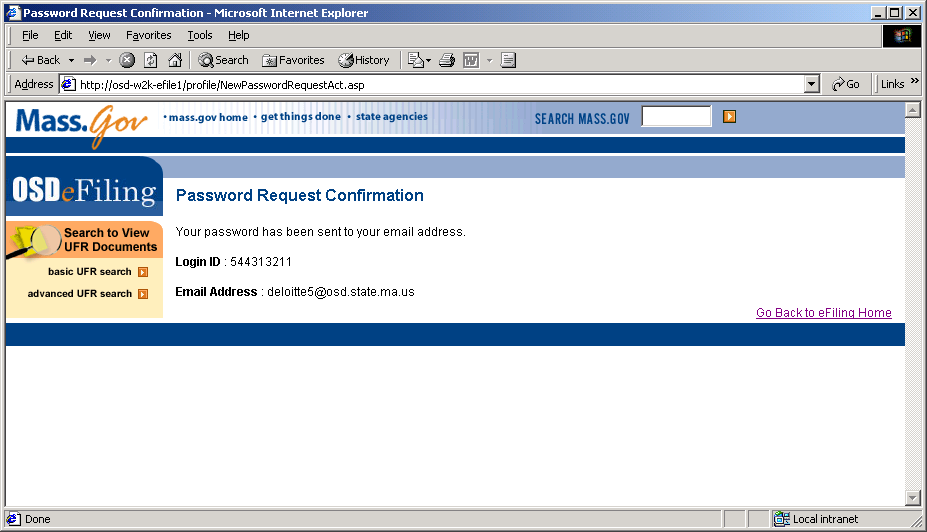 Password Request Confirmation - Microsoft Internet Explorer
File Edit View Favorites Tools Help
Back Search Favorites History
Address http://osd-w2k-efile1/profile/NewPasswordRequestAct.asp Go Links »
Mass.Gov • mass.gov home • get things done • state agencies SEARCH MASS.GOV
OSDeFiling
Password Request Confirmation
Search to View
UFR Documents
Your password has been sent to your email address.
basic UFR search
Login ID : 544313211
advanced UFR search
Email Address : deloitte5@osd.state.ma.us
Go Back to eFiling Home
Done Local intranet